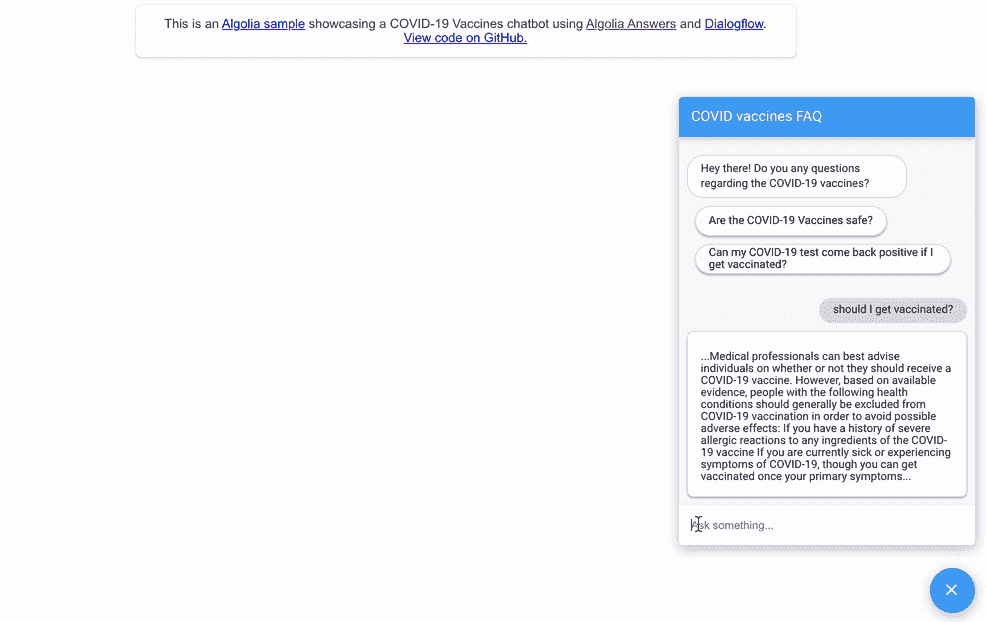 This is an Algolia sample showcasing a COVID-19 Vaccines chatbot using Algolia Answers and Dialogflow.
View code on GitHub.
COVID vaccines FAQ
Hey there! Do you any questions
regarding the COVID-19 vaccines?
Are the COVID-19 Vaccines safe?
Can my COVID-19 test come back positive if I
get vaccinated?
should I get vaccinated?
...Medical professionals can best advise
individuals on whether or not they should receive a
COVID-19 vaccine. However, based on available
evidence, people with the following health
conditions should generally be excluded from
COVID-19 vaccination in order to avoid possible
adverse effects: If you have a history of severe
allergic reactions to any ingredients of the COVID-
19 vaccine If you are currently sick or experiencing
symptoms of COVID-19, though you can get
vaccinated once your primary symptoms...
Ask something...